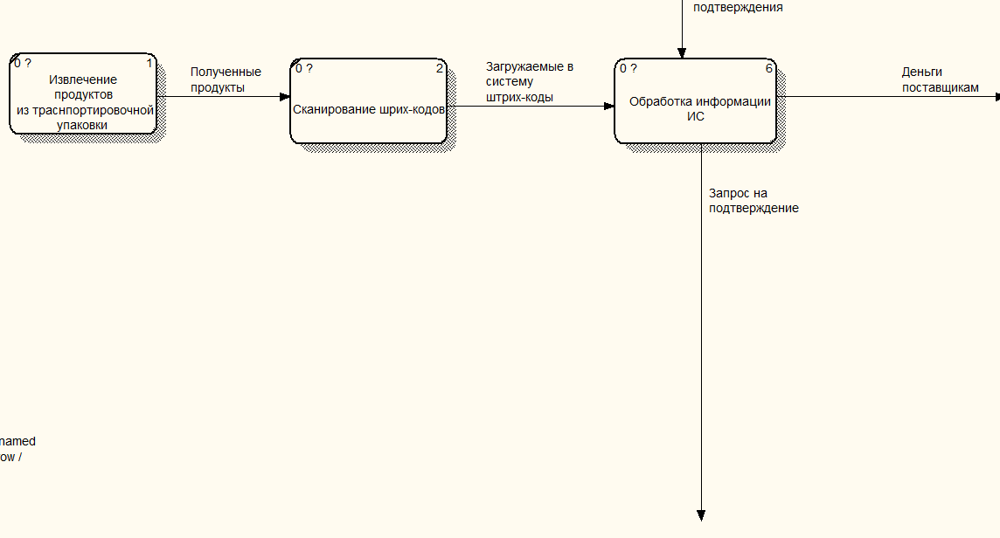 подтверждения
0 ?
1
Извлечение
продуктов
из траснпортировочной
упаковки
Полученные
продукты
0 ?
2
Сканирование шрих-кодов
Загружаемые в
систему
штрих-коды
0 ?
6
Обработка информации
ИС
Деньги
поставщикам
Запрос на
подтверждение
named
ow /